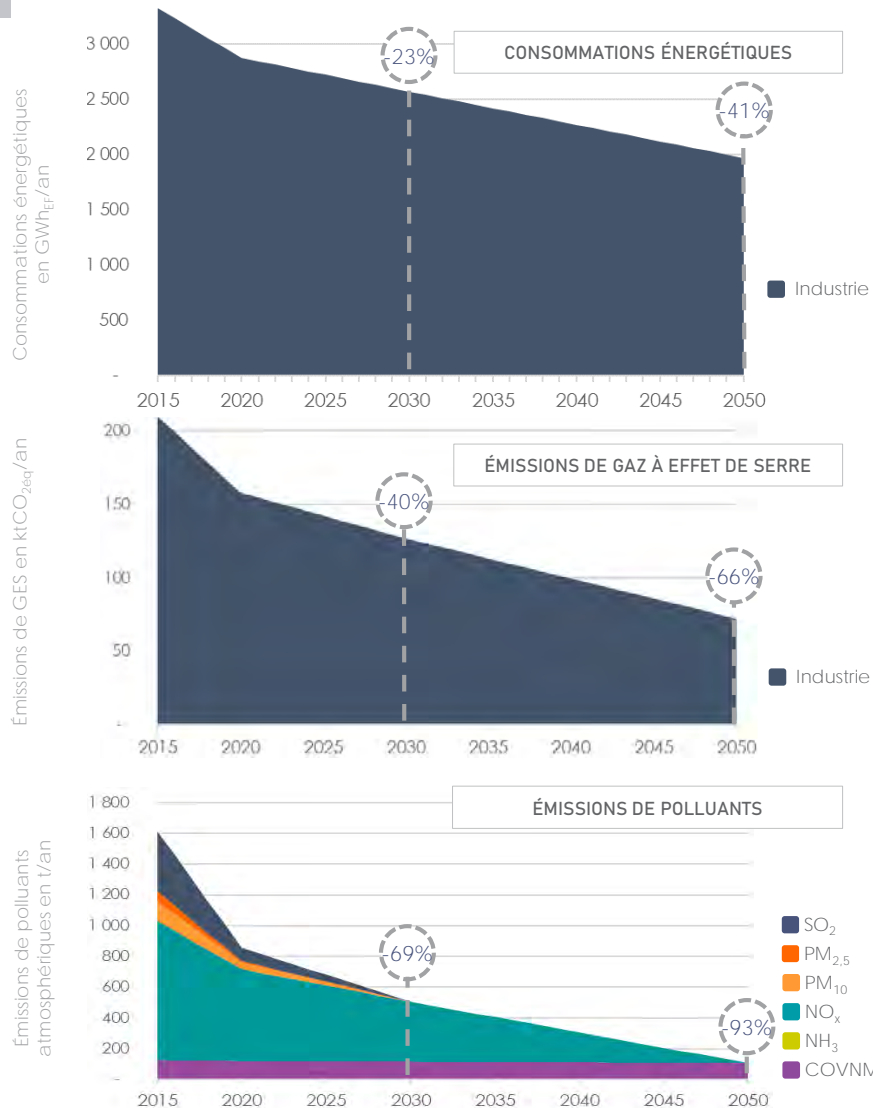 CONSOMMATIONS ÉNERGÉTIQUES
Consommations énergétiques
en GWhEF/an
3 000
2 500
2 000
1 500
1 000
500
-
-23%
-41%
Industrie
2015 2020 2025 2030 2035 2040 2045 2050
ÉMISSIONS DE GAZ À EFFET DE SERRE
Émissions de GES en ktCO2éq/an
200
150
100
50
-
-40%
-66%
Industrie
2015 2020 2025 2030 2035 2040 2045 2050
ÉMISSIONS DE POLLUANTS
Émissions de polluants
atmosphériques en t/an
1 800
1 600
1 400
1 200
1 000
800
600
400
200
-
-69%
-93%
SO2
PM2,5
PM10
NOx
NH3
COVNM
2015 2020 2025 2030 2035 2040 2045 2050